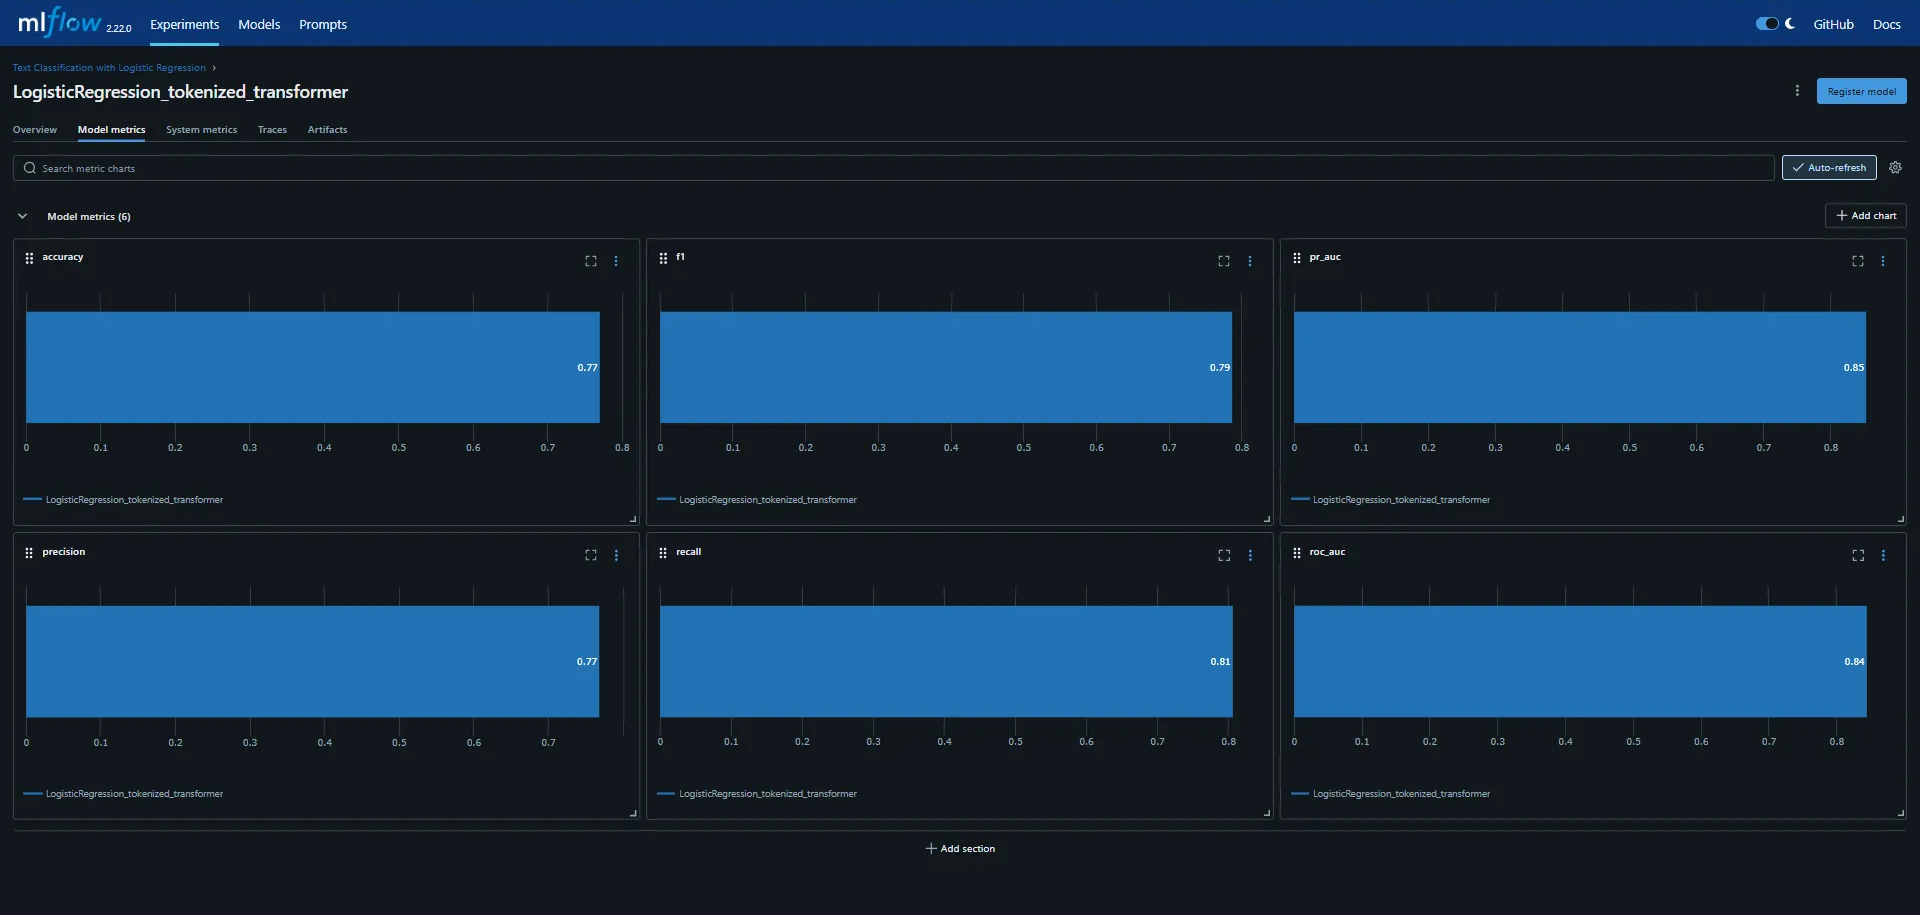 mlflow 2.22.0 Experiments Models Prompts GitHub Docs
Text Classification with Logistic Regression ›
LogisticRegression_tokenized_transformer
Register model
Overview Model metrics System metrics Traces Artifacts
Search metric charts
Auto-refresh
Model metrics (6)
Add chart
accuracy
0.77
0 0.1 0.2 0.3 0.4 0.5 0.6 0.7 0.8
LogisticRegression_tokenized_transformer
f1
0.79
0 0.1 0.2 0.3 0.4 0.5 0.6 0.7 0.8
LogisticRegression_tokenized_transformer
pr_auc
0.85
0 0.1 0.2 0.3 0.4 0.5 0.6 0.7 0.8
LogisticRegression_tokenized_transformer
precision
0.77
0 0.1 0.2 0.3 0.4 0.5 0.6 0.7
LogisticRegression_tokenized_transformer
recall
0.81
0 0.1 0.2 0.3 0.4 0.5 0.6 0.7 0.8
LogisticRegression_tokenized_transformer
roc_auc
0.84
0 0.1 0.2 0.3 0.4 0.5 0.6 0.7 0.8
LogisticRegression_tokenized_transformer
Add section